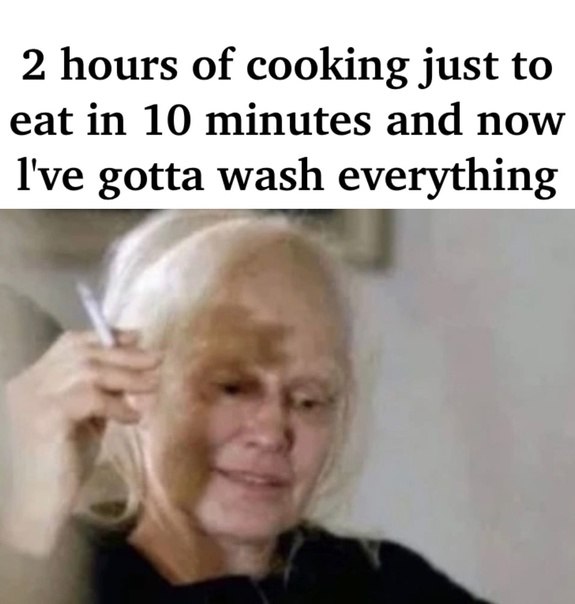 2 hours of cooking just to
eat in 10 minutes and now
l've gotta wash everything